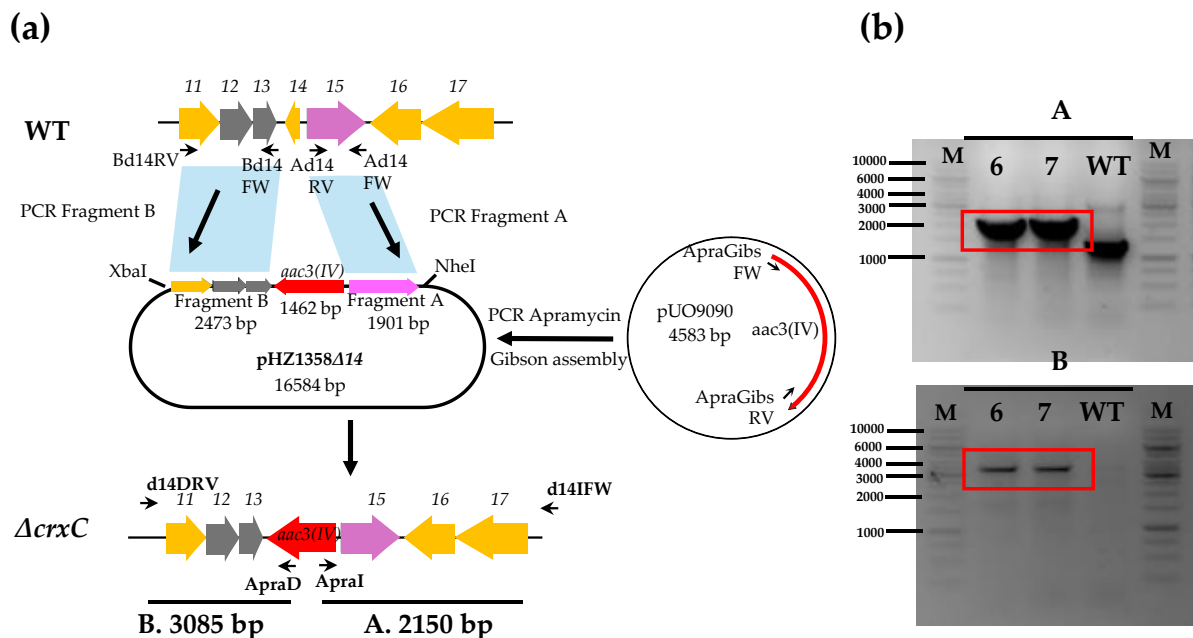 (a)
11 12 13 14 15 16 17
WT
Bd14RV
Bd14
FW
Ad14
RV
Ad14
FW
PCR Fragment B
PCR Fragment A
XbaI
aac3(IV)
NheI
Fragment B
2473 bp
1462 bp
Fragment A
1901 bp
pHZ1358Δ14
16584 bp
PCR Apramycin
Gibson assembly
ApraGibs
FW
pUO9090
4583 bp
aac3(IV)
ApraGibs
RV
d14DRV
11 12 13 15 16 17
d14IFW
ΔcrxC
aac3(IV)
ApraD
ApraI
B. 3085 bp
A. 2150 bp
(b)
A
M 6 7 WT M
10000
6000
4000
3000
2000
1000
B
M 6 7 WT M
10000
6000
4000
3000
2000
1000